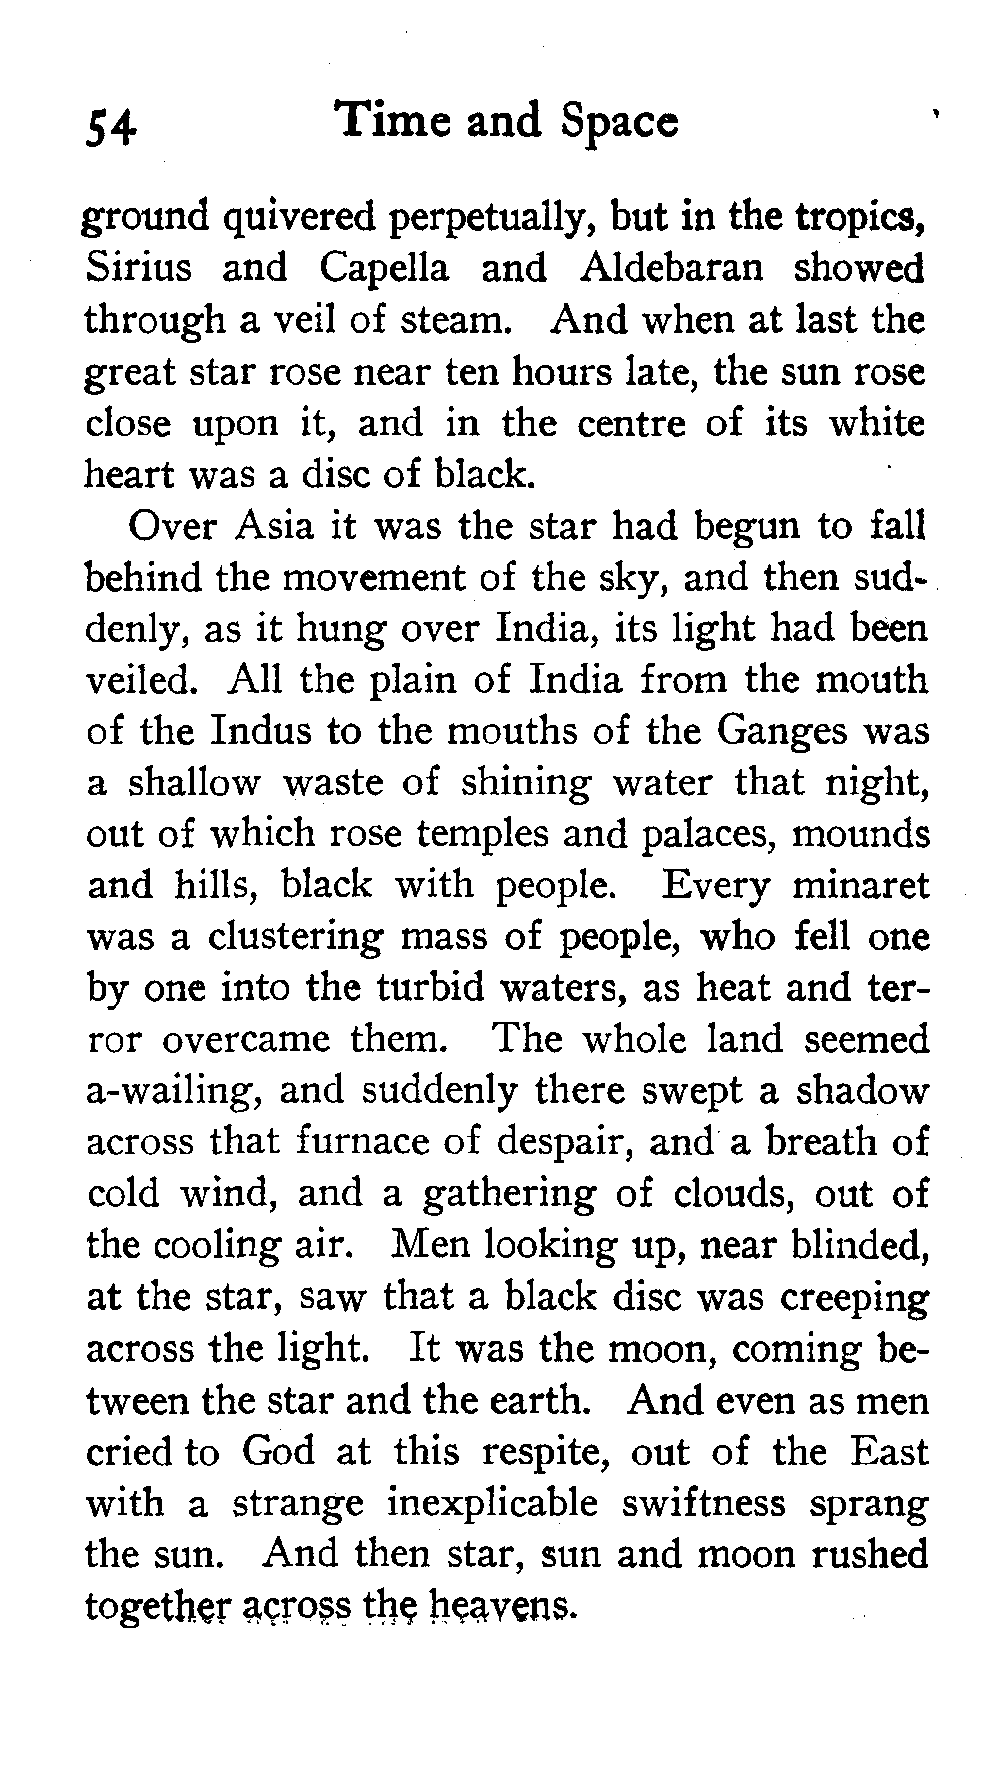 54 Time and Space
ground quivered perpetually, but in the tropics,
Sirius and Capella and Aldebaran showed
through a veil of steam. And when at last the
great star rose near ten hours late, the sun rose
close upon it, and in the centre of its white
heart was a disc of black.
Over Asia it was the star had begun to fall
behind the movement of the sky, and then sud-
denly, as it hung over India, its light had been
veiled. All the plain of India from the mouth
of the Indus to the mouths of the Ganges was
a shallow waste of shining water that night,
out of which rose temples and palaces, mounds
and hills, black with people. Every minaret
was a clustering mass of people, who fell one
by one into the turbid waters, as heat and ter-
ror overcame them. The whole land seemed
a-wailing, and suddenly there swept a shadow
across that furnace of despair, and a breath of
cold wind, and a gathering of clouds, out of
the cooling air. Men looking up, near blinded,
at the star, saw that a black disc was creeping
across the light. It was the moon, coming be-
tween the star and the earth. And even as men
cried to God at this respite, out of the East
with a strange inexplicable swiftness sprang
the sun. And then star, sun and moon rushed
together across the heavens.